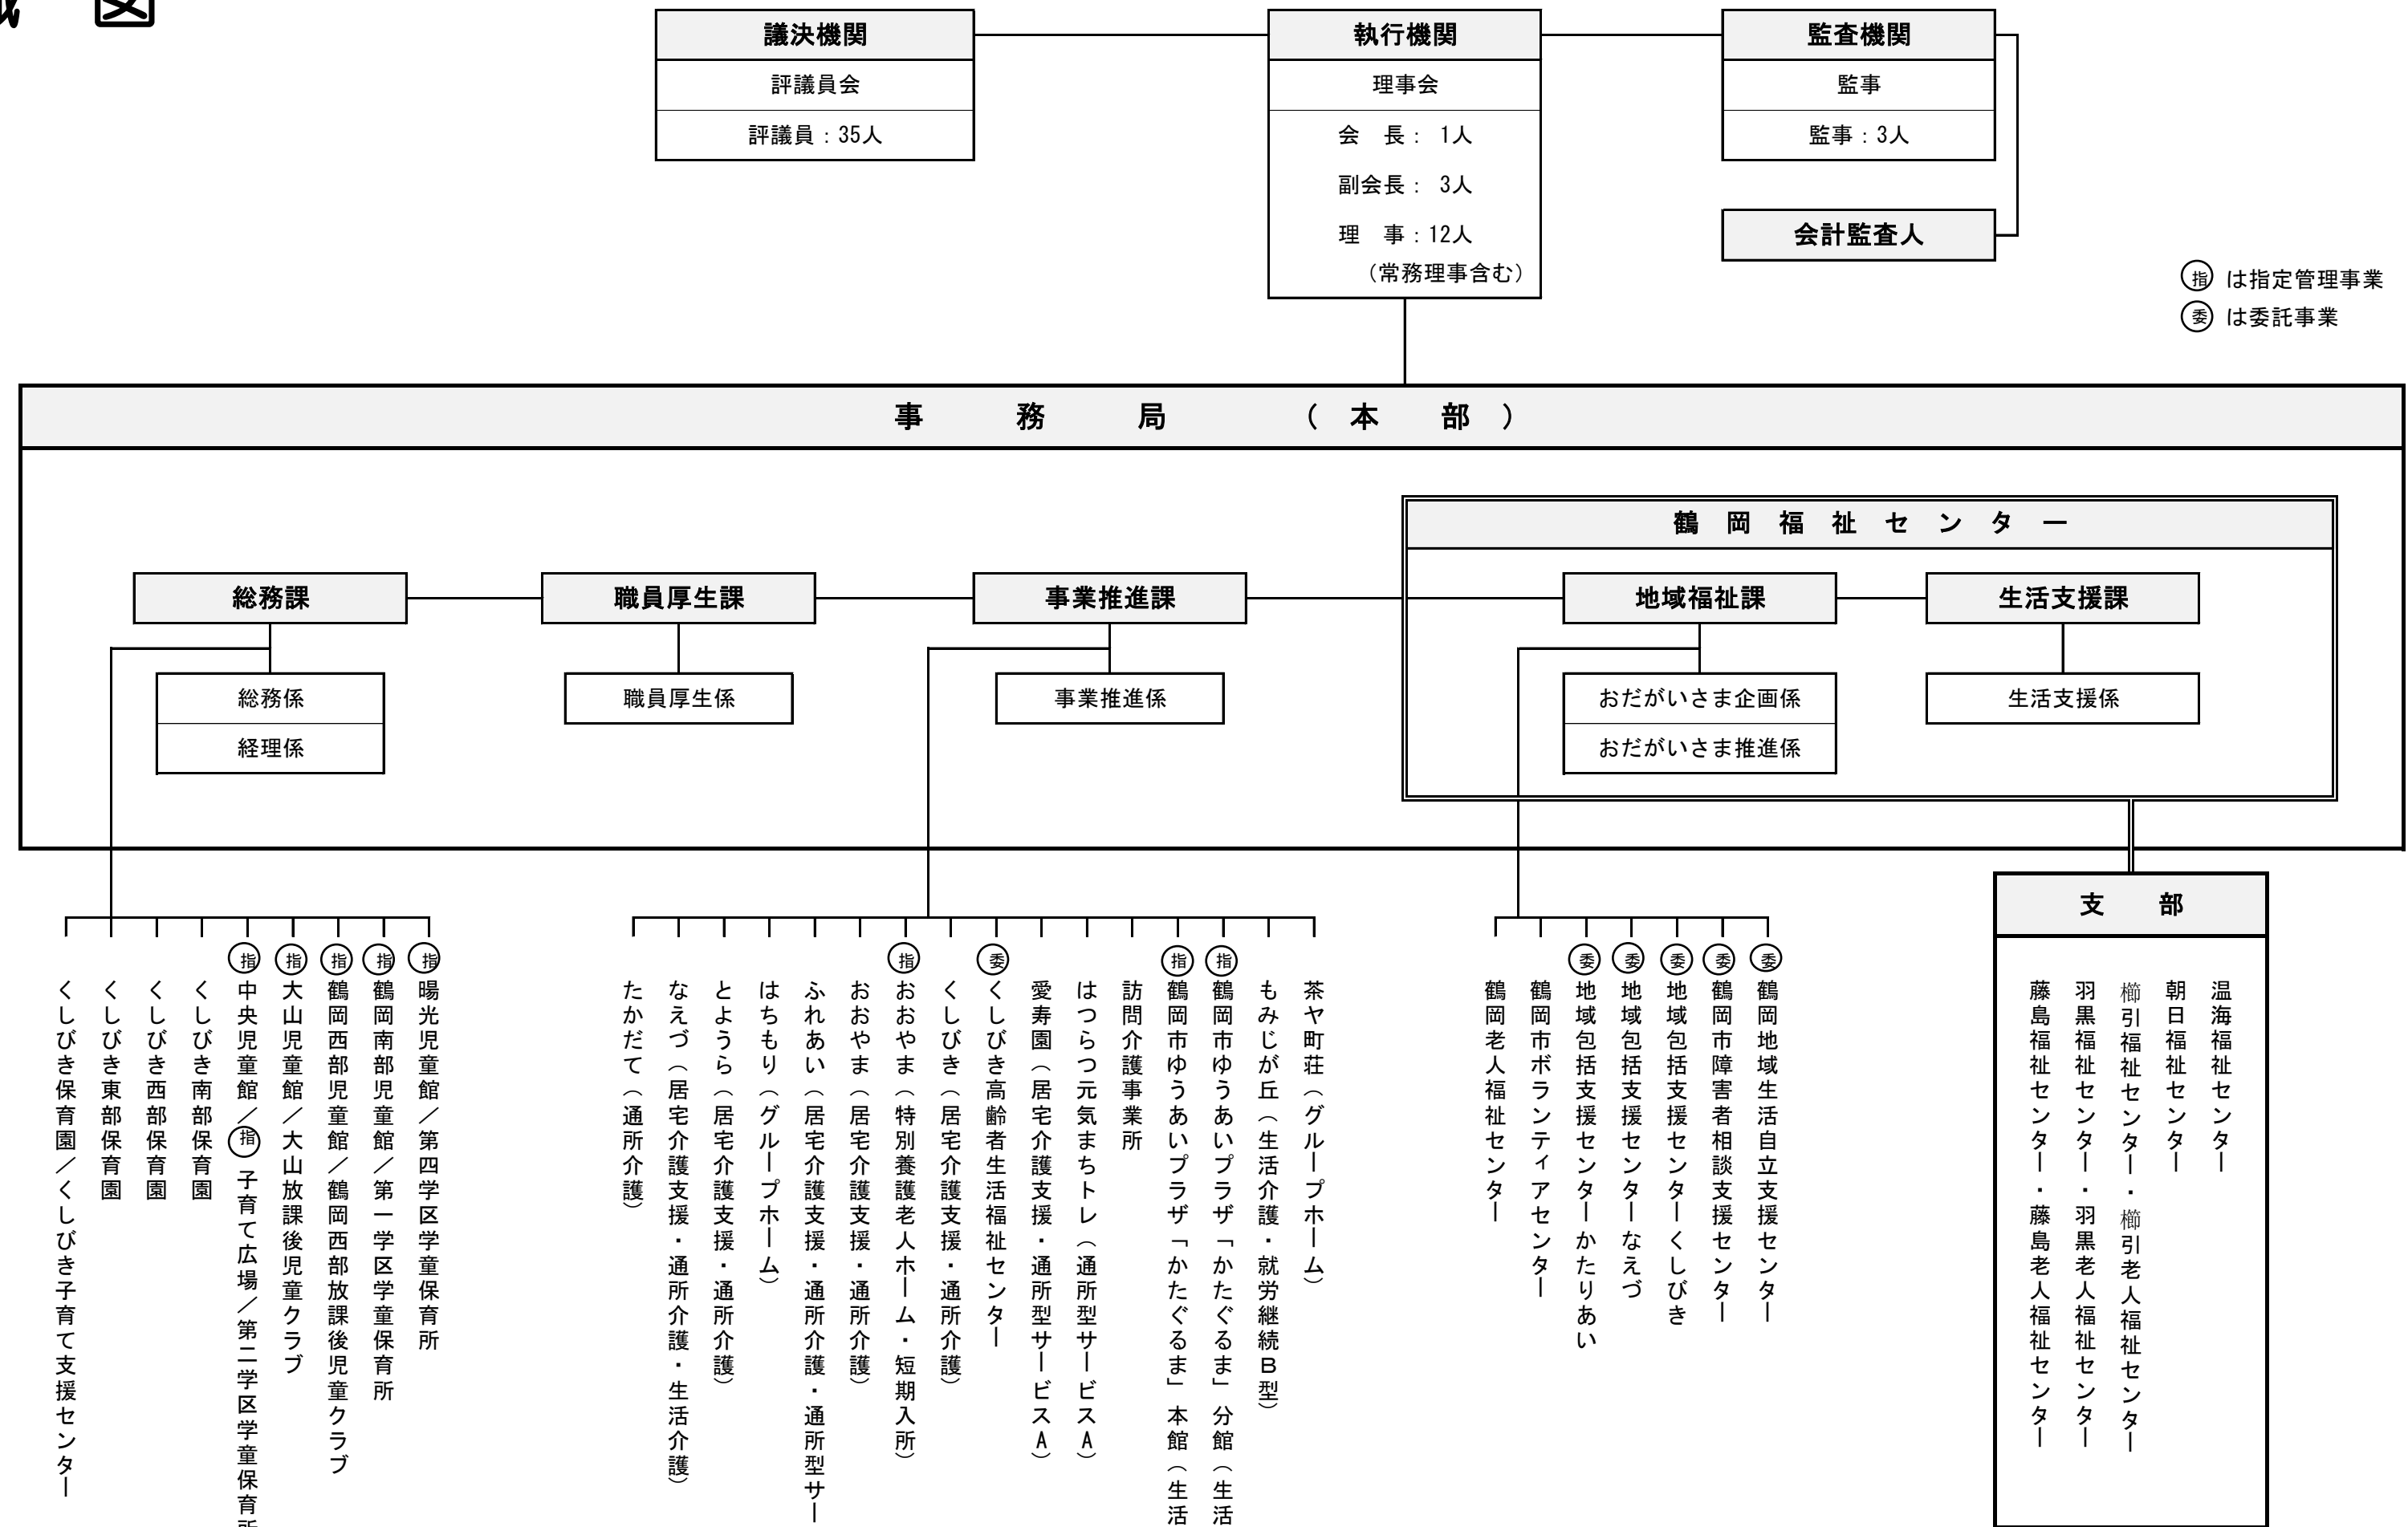 図
議決機関
評議員会
評議員：35人
執行機関
理事会
会　長： 1人
副会長： 3人
理　事：12人
（常務理事含む）
監査機関
監事
監事：3人
会計監査人
指 は指定管理事業
委 は委託事業
事務局（本部）
鶴岡福祉センター
総務課
職員厚生課
事業推進課
地域福祉課
生活支援課
総務係
経理係
職員厚生係
事業推進係
おだがいさま企画係
おだがいさま推進係
生活支援係
くしびき保育園／くしびき子育て支援センター
くしびき東部保育園
くしびき西部保育園
くしびき南部保育園
指 中央児童館／指 子育て広場／第二学区学童保育所
指 大山児童館／大山放課後児童クラブ
指 鶴岡西部児童館／鶴岡西部放課後児童クラブ
指 鶴岡南部児童館／第一学区学童保育所
指 暘光児童館／第四学区学童保育所
たかだて（通所介護）
なえづ（居宅介護支援・通所介護・生活介護）
とようら（居宅介護支援・通所介護）
はちもり（グループホーム）
ふれあい（居宅介護支援・通所介護・通所型サー
おおやま（居宅介護支援・通所介護）
指 おおやま（特別養護老人ホーム・短期入所）
くしびき（居宅介護支援・通所介護）
委 くしびき高齢者生活福祉センター
愛寿園（居宅介護支援・通所型サービスA）
はつらつ元気まちトレ（通所型サービスA）
訪問介護事業所
指 鶴岡市ゆうあいプラザ「かたぐるま」本館（生活
指 鶴岡市ゆうあいプラザ「かたぐるま」分館（生活
もみじが丘（生活介護・就労継続B型）
茶ヤ町荘（グループホーム）
鶴岡老人福祉センター
鶴岡市ボランティアセンター
委 地域包括支援センターかたりあい
委 地域包括支援センターなえづ
委 地域包括支援センターくしびき
委 鶴岡市障害者相談支援センター
委 鶴岡地域生活自立支援センター
支部
藤島福祉センター・藤島老人福祉センター
羽黒福祉センター・羽黒老人福祉センター
櫛引福祉センター・櫛引老人福祉センター
朝日福祉センター
温海福祉センター